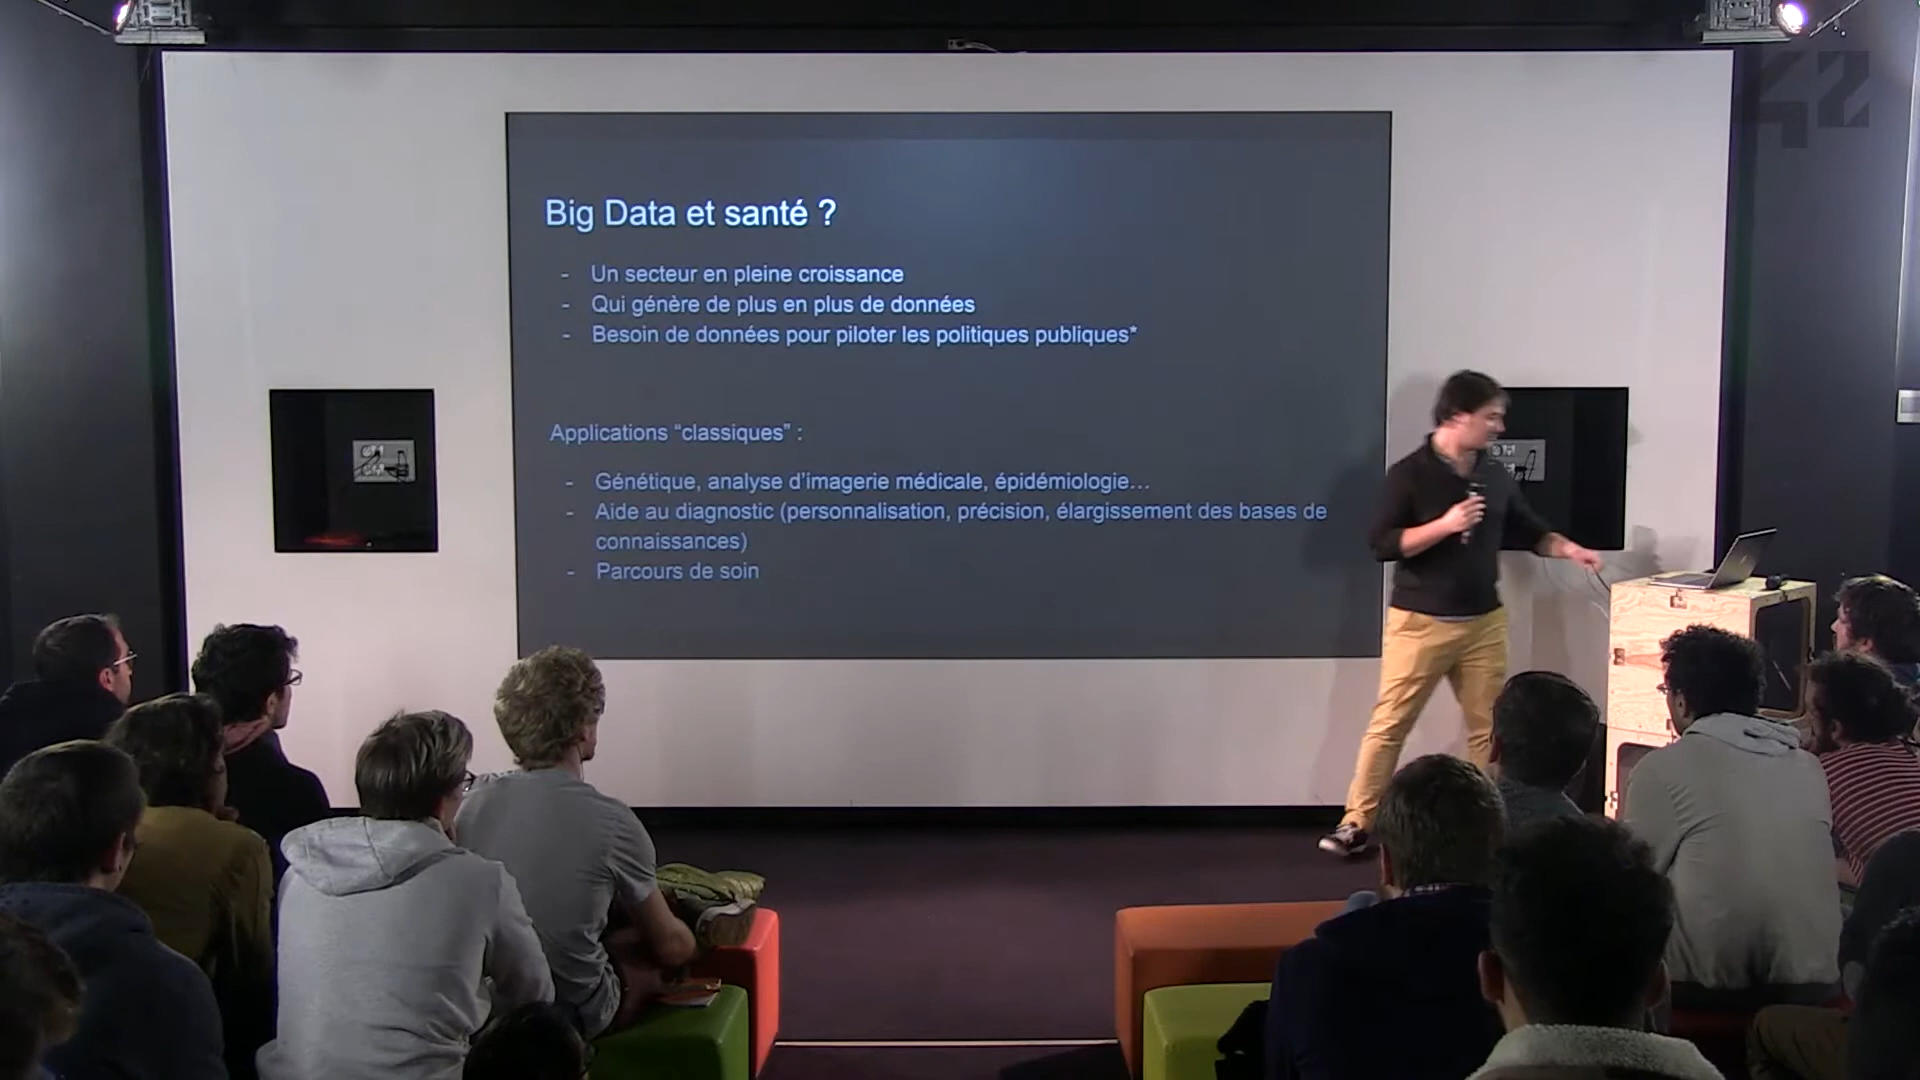 42
Big Data et santé ?
- Un secteur en pleine croissance
- Qui génère de plus en plus de données
- Besoin de données pour piloter les politiques publiques*
Applications “classiques” :
- Génétique, analyse d’imagerie médicale, épidémiologie…
- Aide au diagnostic (personnalisation, précision, élargissement des bases de
connaissances)
- Parcours de soin